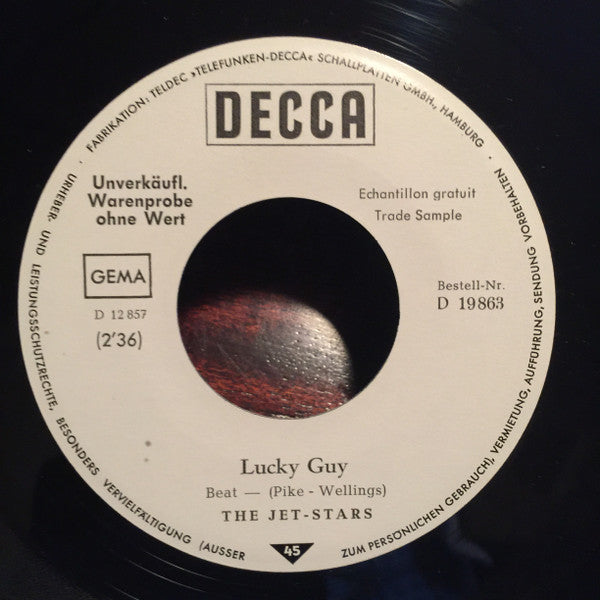 FABRIKATION: TELDEC »TELEFUNKEN-DECCA« SCHALLPLATTEN GMBH., HAMBURG ·
DECCA
Unverkäufl.
Warenprobe
ohne Wert
Echantillon gratuit
Trade Sample
GEMA
D 12 857
(2'36)
Bestell-Nr.
D 19 863
Lucky Guy
Beat — (Pike - Wellings)
THE JET-STARS
45
· URHEBER- UND LEISTUNGSSCHUTZRECHTE, BESONDERS VERVIELFÄLTIGUNG (AUSSER ZUM PERSÖNLICHEN GEBRAUCH), VERMIETUNG, AUFFÜHRUNG, SENDUNG VORBEHALTEN ·